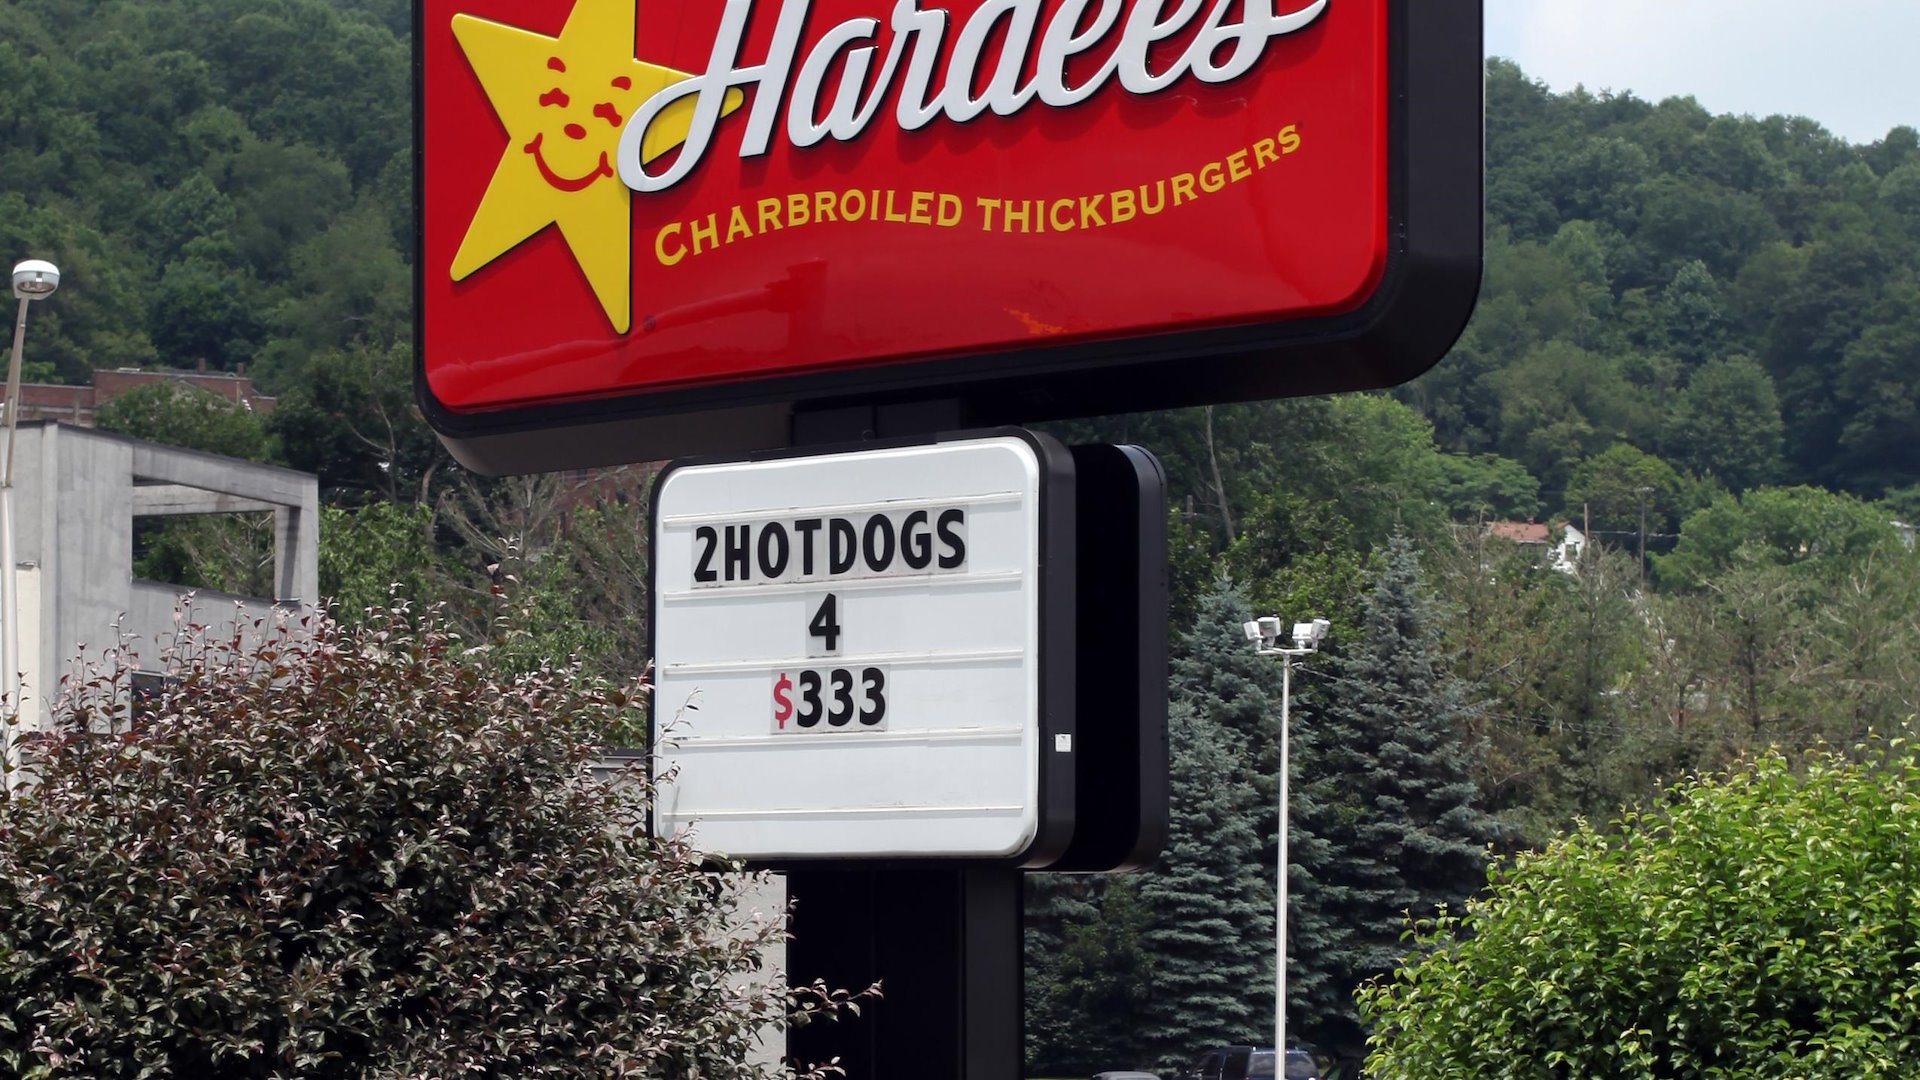 Hardee's
CHARBROILED THICKBURGERS
2HOTDOGS
4
$333